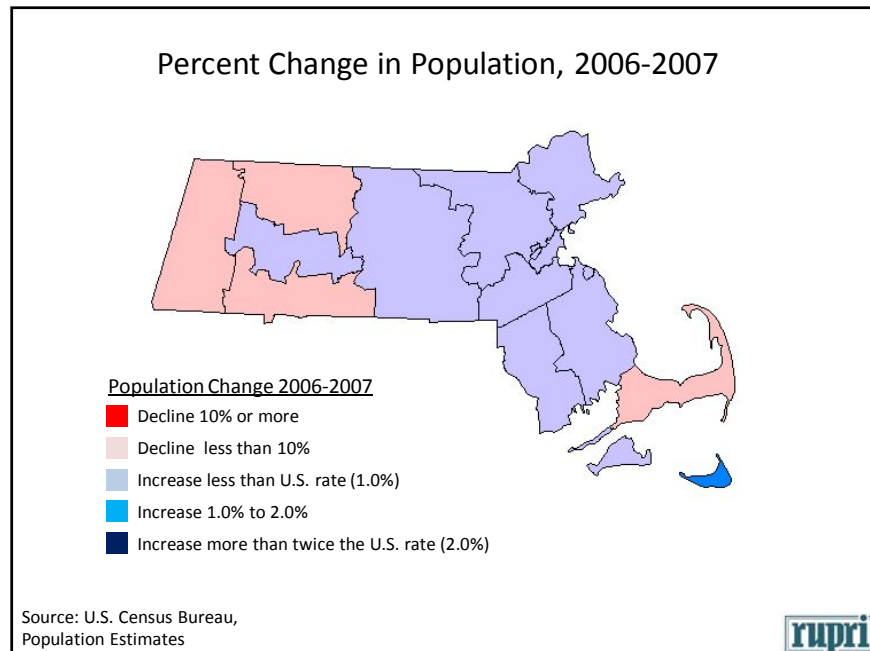 Percent Change in Population, 2006-2007
Population Change 2006-2007
Decline 10% or more
Decline less than 10%
Increase less than U.S. rate (1.0%)
Increase 1.0% to 2.0%
Increase more than twice the U.S. rate (2.0%)
Source: U.S. Census Bureau,
Population Estimates
rupri